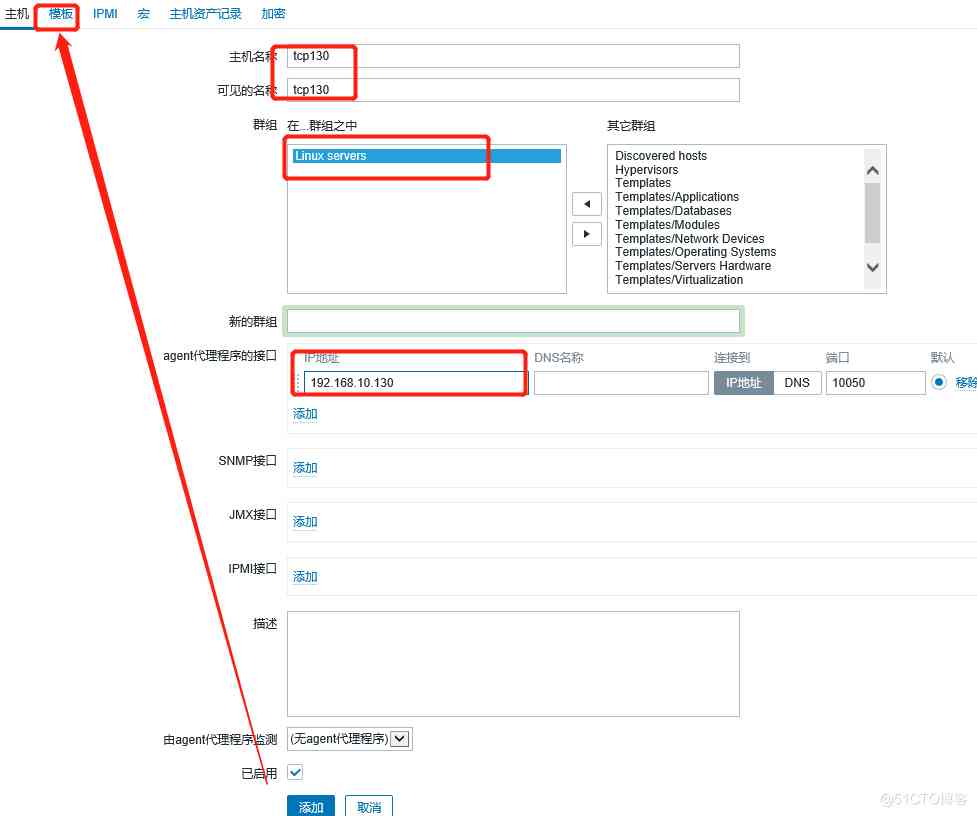 主机 模板 IPMI 宏 主机资产记录 加密
主机名称 tcp130
可见的名称 tcp130
群组 在...群组之中 其它群组
Linux servers
Discovered hosts
Hypervisors
Templates
Templates/Applications
Templates/Databases
Templates/Modules
Templates/Network Devices
Templates/Operating Systems
Templates/Servers Hardware
Templates/Virtualization
新的群组
agent代理程序的接口 IP地址 DNS名称 连接到 端口 默认
192.168.10.130 IP地址 DNS 10050 移除
添加
SNMP接口 添加
JMX接口 添加
IPMI接口 添加
描述
由agent代理程序监测 (无agent代理程序)
已启用
添加 取消
@51CTO博客